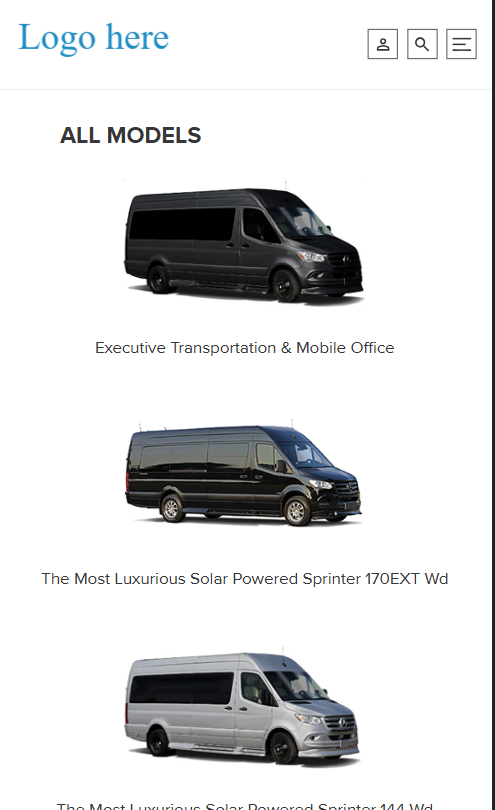 Logo here
ALL MODELS
Executive Transportation & Mobile Office
The Most Luxurious Solar Powered Sprinter 170EXT Wd
The Most Luxurious Solar Powered Sprinter 144 Wd